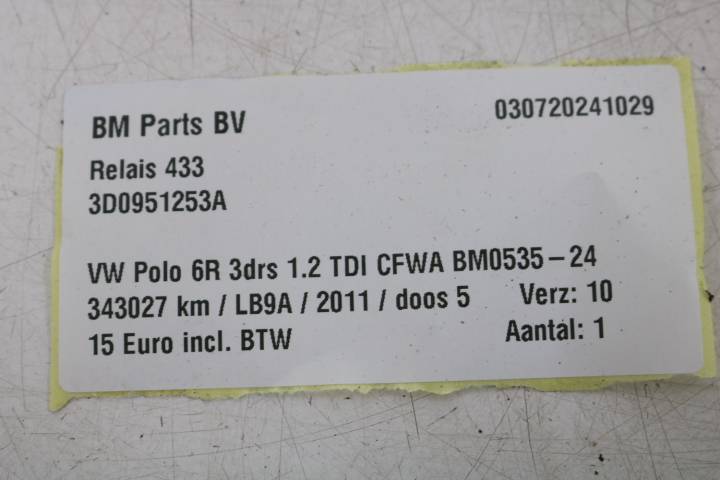 BM Parts BV 030720241029
Relais 433
3D0951253A
VW Polo 6R 3drs 1.2 TDI CFWA BM0535-24
343027 km / LB9A / 2011 / doos 5 Verz: 10
15 Euro incl. BTW Aantal: 1